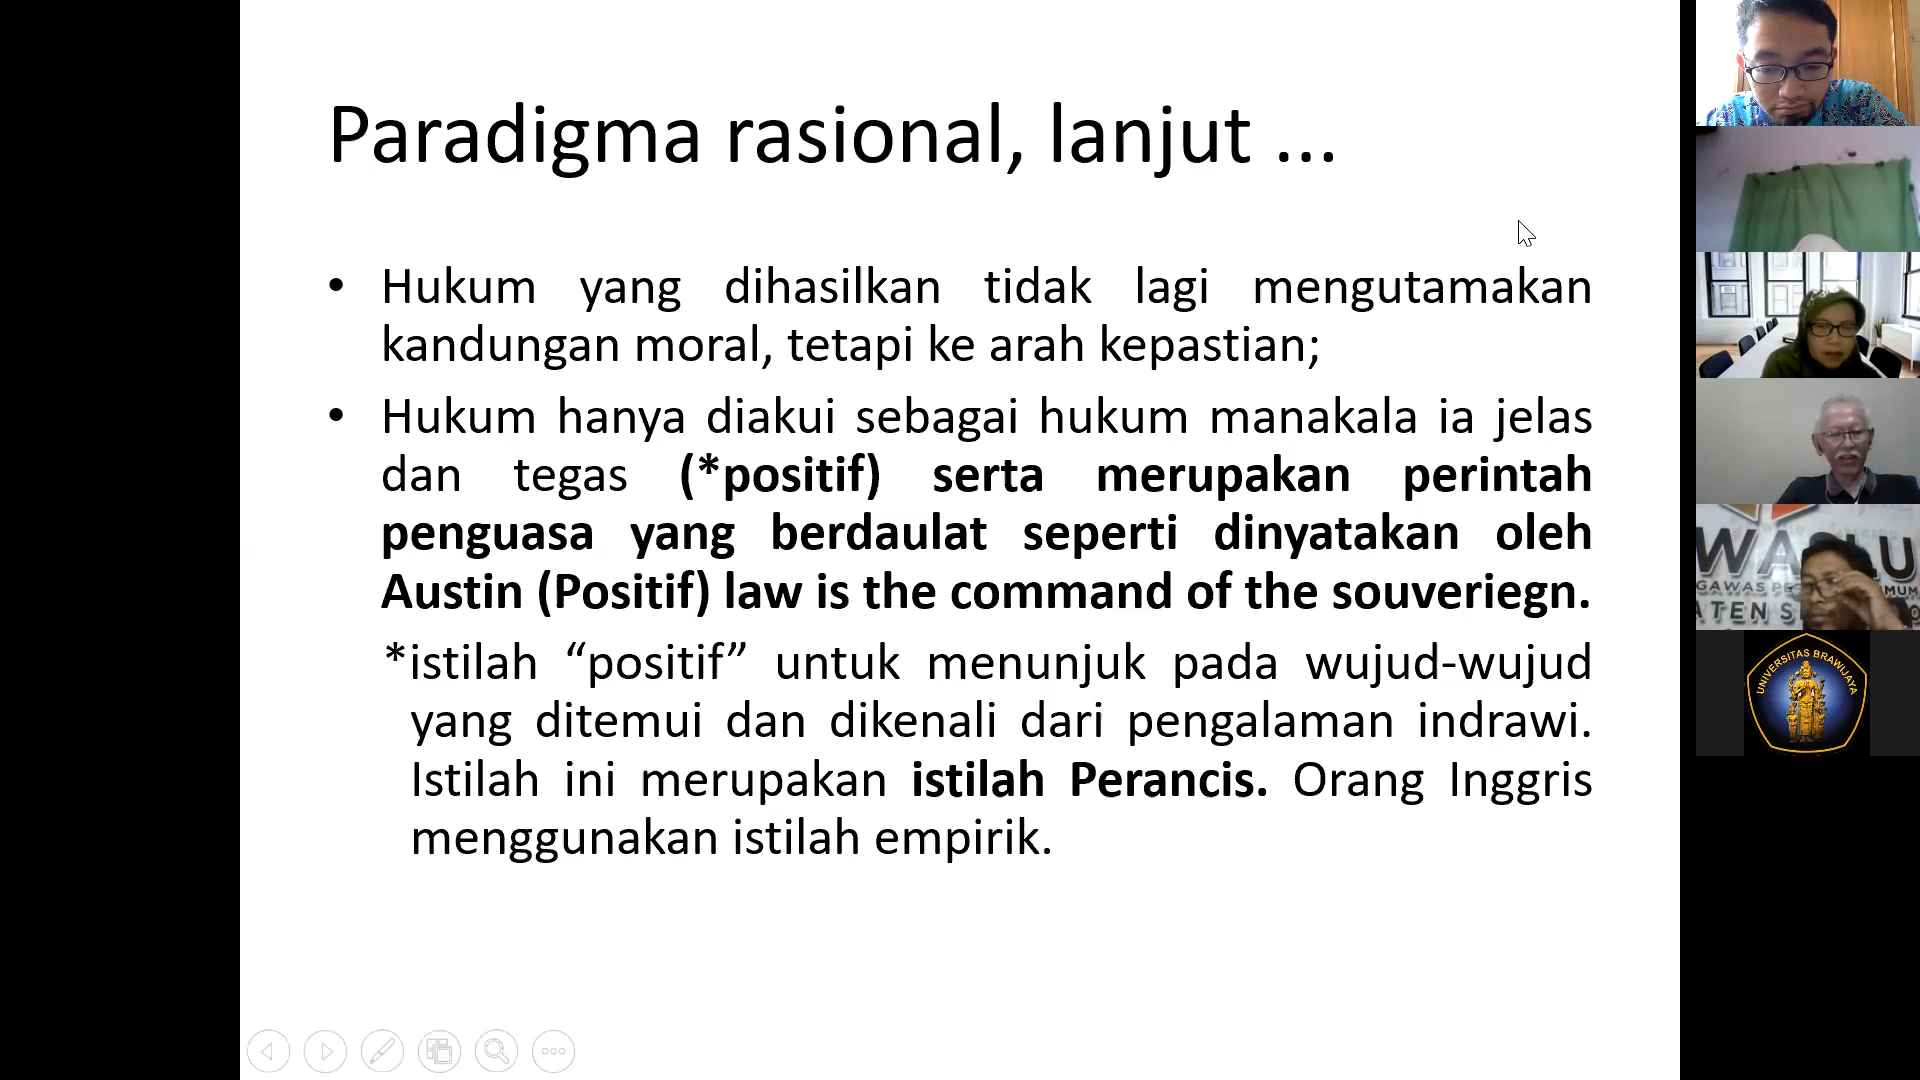 Paradigma rasional, lanjut ...
• Hukum yang dihasilkan tidak lagi mengutamakan
kandungan moral, tetapi ke arah kepastian;
• Hukum hanya diakui sebagai hukum manakala ia jelas
dan tegas (*positif) serta merupakan perintah
penguasa yang berdaulat seperti dinyatakan oleh
Austin (Positif) law is the command of the souveriegn.
*istilah “positif” untuk menunjuk pada wujud-wujud
yang ditemui dan dikenali dari pengalaman indrawi.
Istilah ini merupakan istilah Perancis. Orang Inggris
menggunakan istilah empirik.
UNIVERSITAS BRAWIJAYA